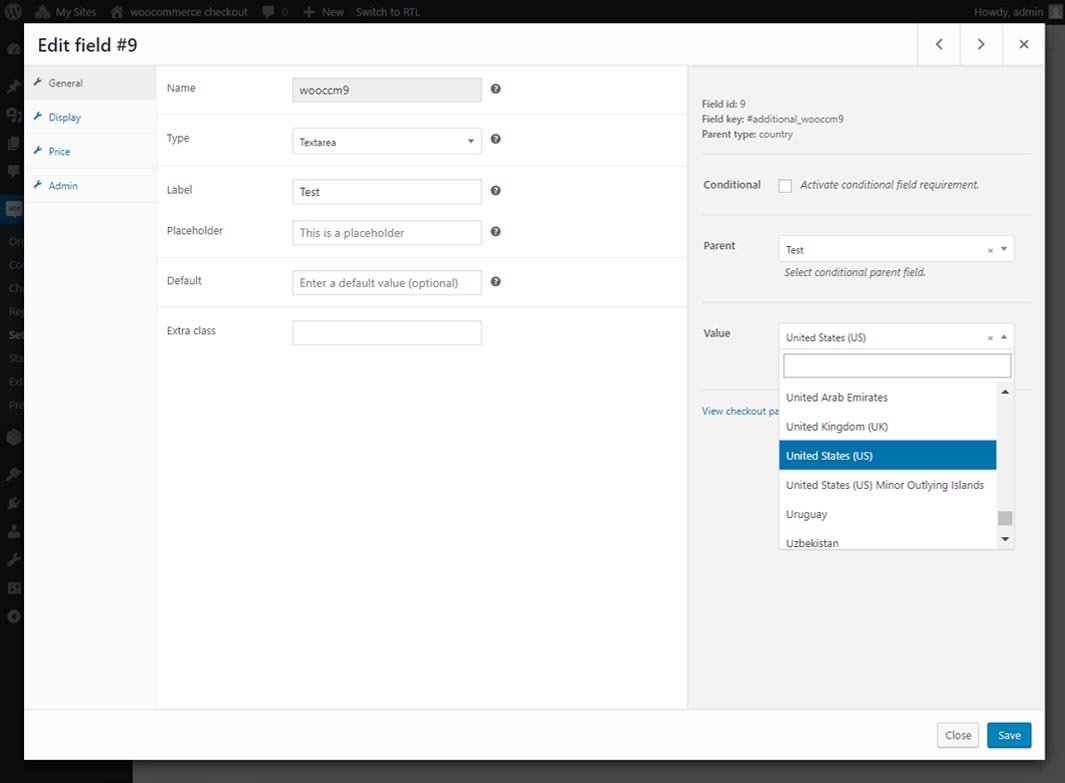 My Sites woocommerce checkout 0 New Switch to RTL Howdy, admin
Edit field #9
General
Display
Price
Admin
Name wooccm9
Type Textarea
Label Test
Placeholder This is a placeholder
Default Enter a default value (optional)
Extra class
Field id: 9
Field key: #additional_wooccm9
Parent type: country
Conditional Activate conditional field requirement.
Parent Test
Select conditional parent field.
Value United States (US)
United Arab Emirates
United Kingdom (UK)
United States (US)
United States (US) Minor Outlying Islands
Uruguay
Uzbekistan
View checkout pa
Close Save